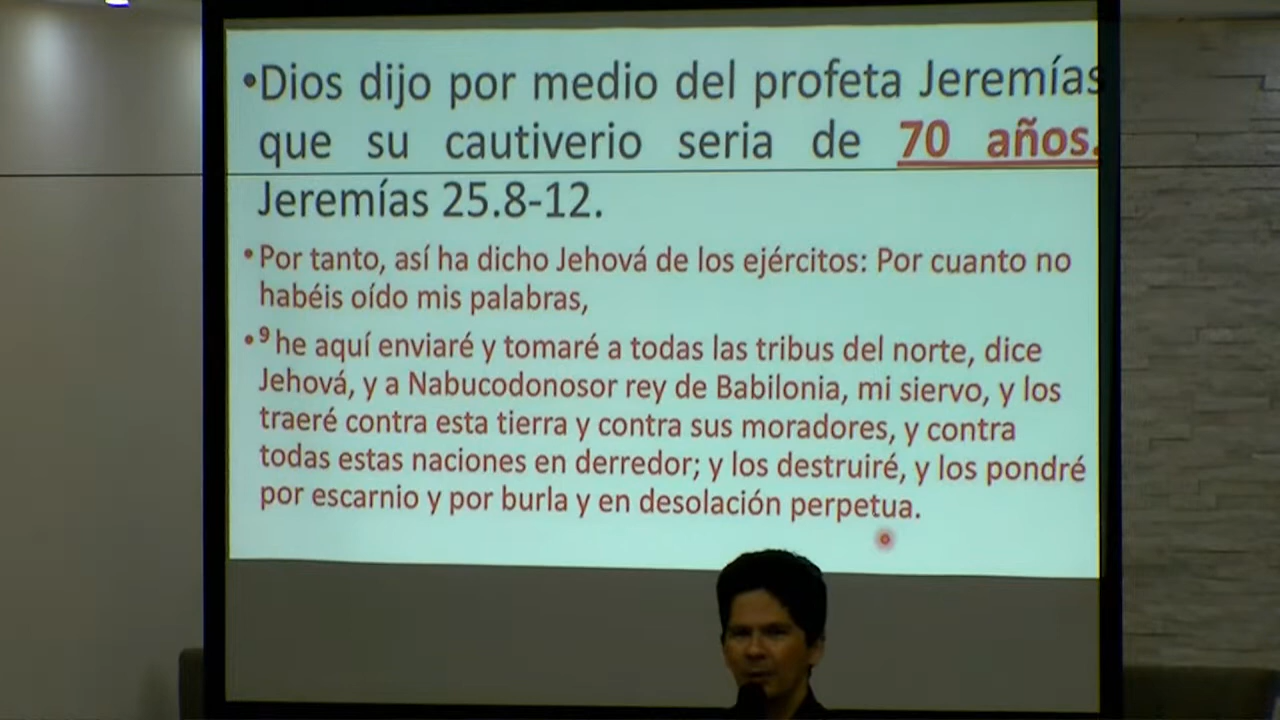 •Dios dijo por medio del profeta Jeremías
que su cautiverio seria de 70 años.
Jeremías 25.8-12.
•Por tanto, así ha dicho Jehová de los ejércitos: Por cuanto no
habéis oído mis palabras,
•9 he aquí enviaré y tomaré a todas las tribus del norte, dice
Jehová, y a Nabucodonosor rey de Babilonia, mi siervo, y los
traeré contra esta tierra y contra sus moradores, y contra
todas estas naciones en derredor; y los destruiré, y los pondré
por escarnio y por burla y en desolación perpetua.